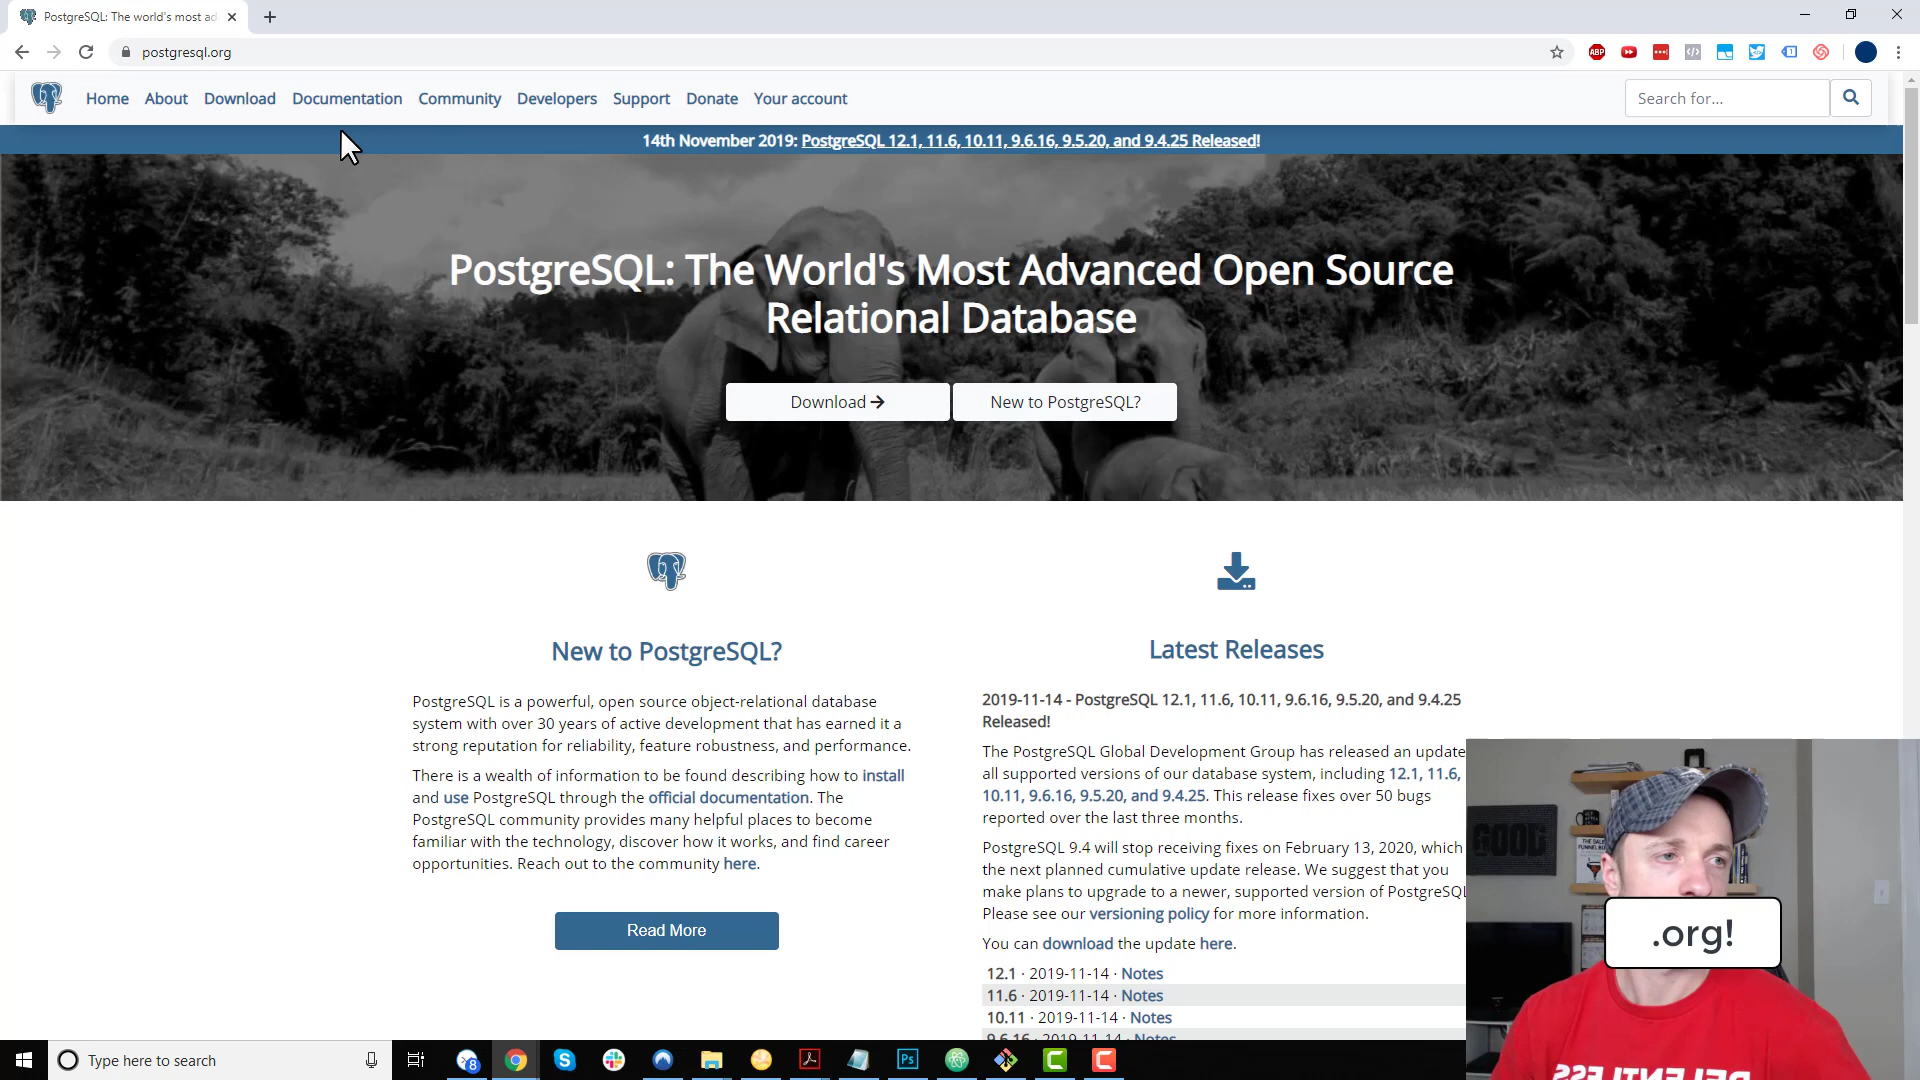 PostgreSQL: The world's most ad
postgresql.org
Home About Download Documentation Community Developers Support Donate Your account
Search for...
14th November 2019: PostgreSQL 12.1, 11.6, 10.11, 9.6.16, 9.5.20, and 9.4.25 Released!
PostgreSQL: The World's Most Advanced Open Source
Relational Database
Download
New to PostgreSQL?
New to PostgreSQL?
PostgreSQL is a powerful, open source object-relational database
system with over 30 years of active development that has earned it a
strong reputation for reliability, feature robustness, and performance.
There is a wealth of information to be found describing how to install
and use PostgreSQL through the official documentation. The
PostgreSQL community provides many helpful places to become
familiar with the technology, discover how it works, and find career
opportunities. Reach out to the community here.
Read More
Latest Releases
2019-11-14 - PostgreSQL 12.1, 11.6, 10.11, 9.6.16, 9.5.20, and 9.4.25
Released!
The PostgreSQL Global Development Group has released an update
all supported versions of our database system, including 12.1, 11.6,
10.11, 9.6.16, 9.5.20, and 9.4.25. This release fixes over 50 bugs
reported over the last three months.
PostgreSQL 9.4 will stop receiving fixes on February 13, 2020, which
the next planned cumulative update release. We suggest that you
make plans to upgrade to a newer, supported version of PostgreSQL
Please see our versioning policy for more information.
You can download the update here.
12.1 · 2019-11-14 · Notes
11.6 · 2019-11-14 · Notes
10.11 · 2019-11-14 · Notes
9.6.16 · 2019-11-14 · Notes
GOOD
.org!
RELENTLESS
Type here to search
8
Ps
ABP